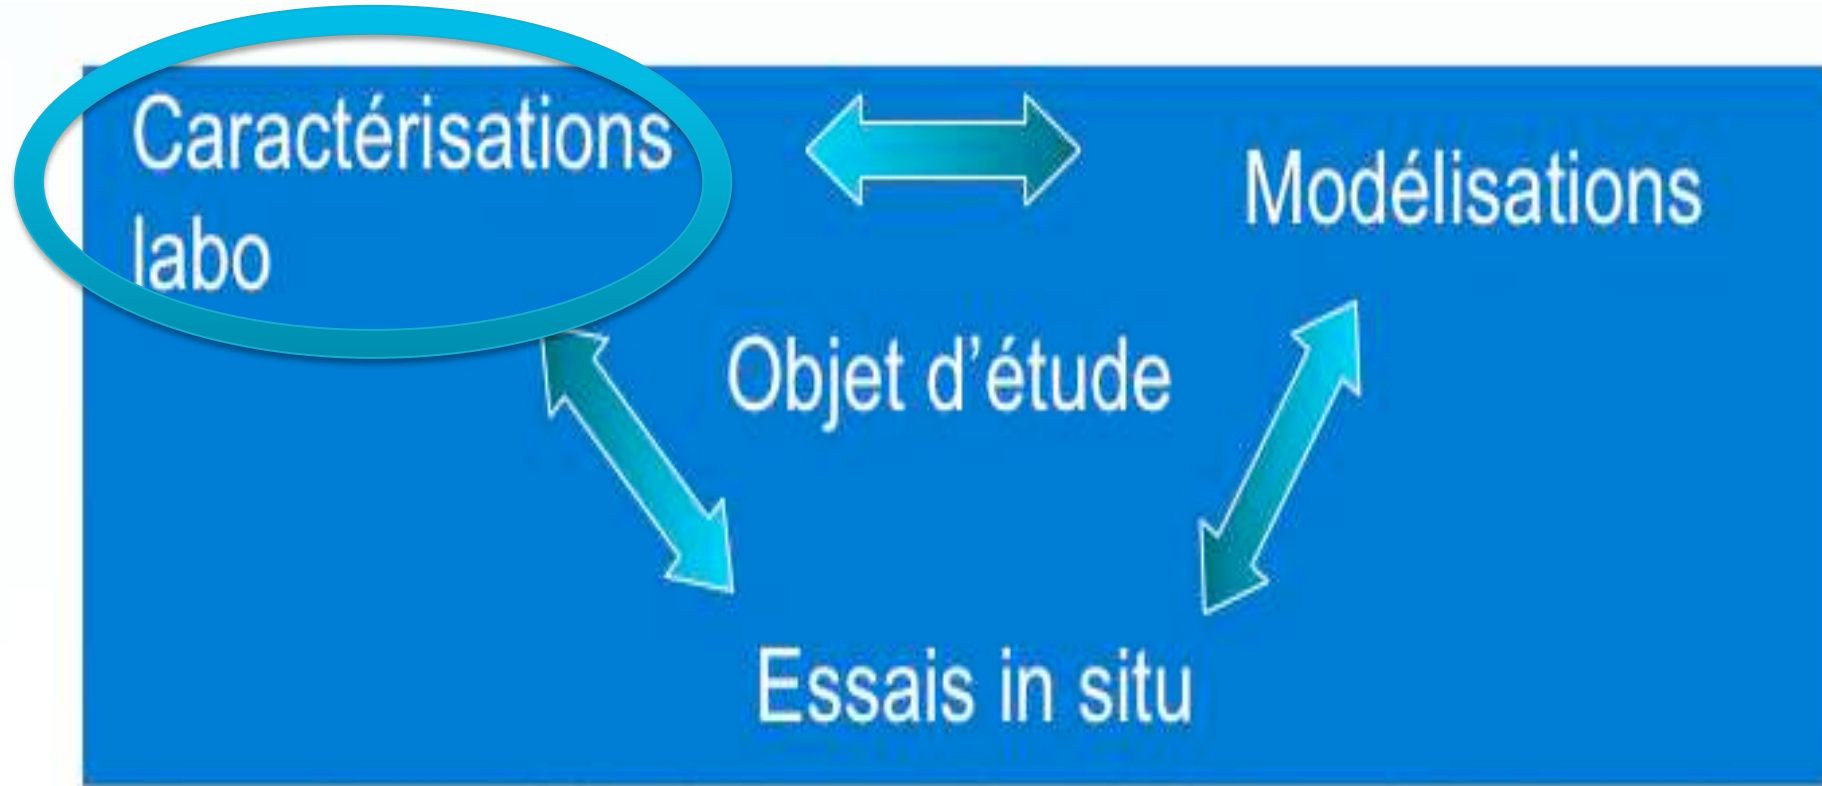 Caractérisations
labo
Modélisations
Objet d’étude
Essais in situ